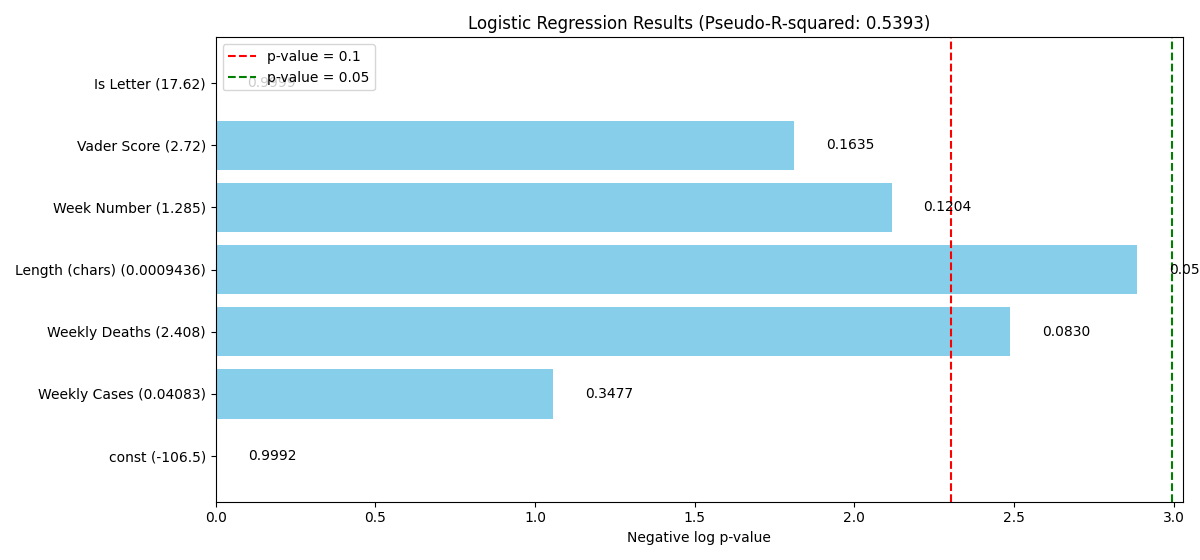 Logistic Regression Results (Pseudo-R-squared: 0.5393)
p-value = 0.1
p-value = 0.05
Is Letter (17.62)
0.9999
Vader Score (2.72)
0.1635
Week Number (1.285)
0.1204
Length (chars) (0.0009436)
0.05
Weekly Deaths (2.408)
0.0830
Weekly Cases (0.04083)
0.3477
const (-106.5)
0.9992
0.0
0.5
1.0
1.5
2.0
2.5
3.0
Negative log p-value